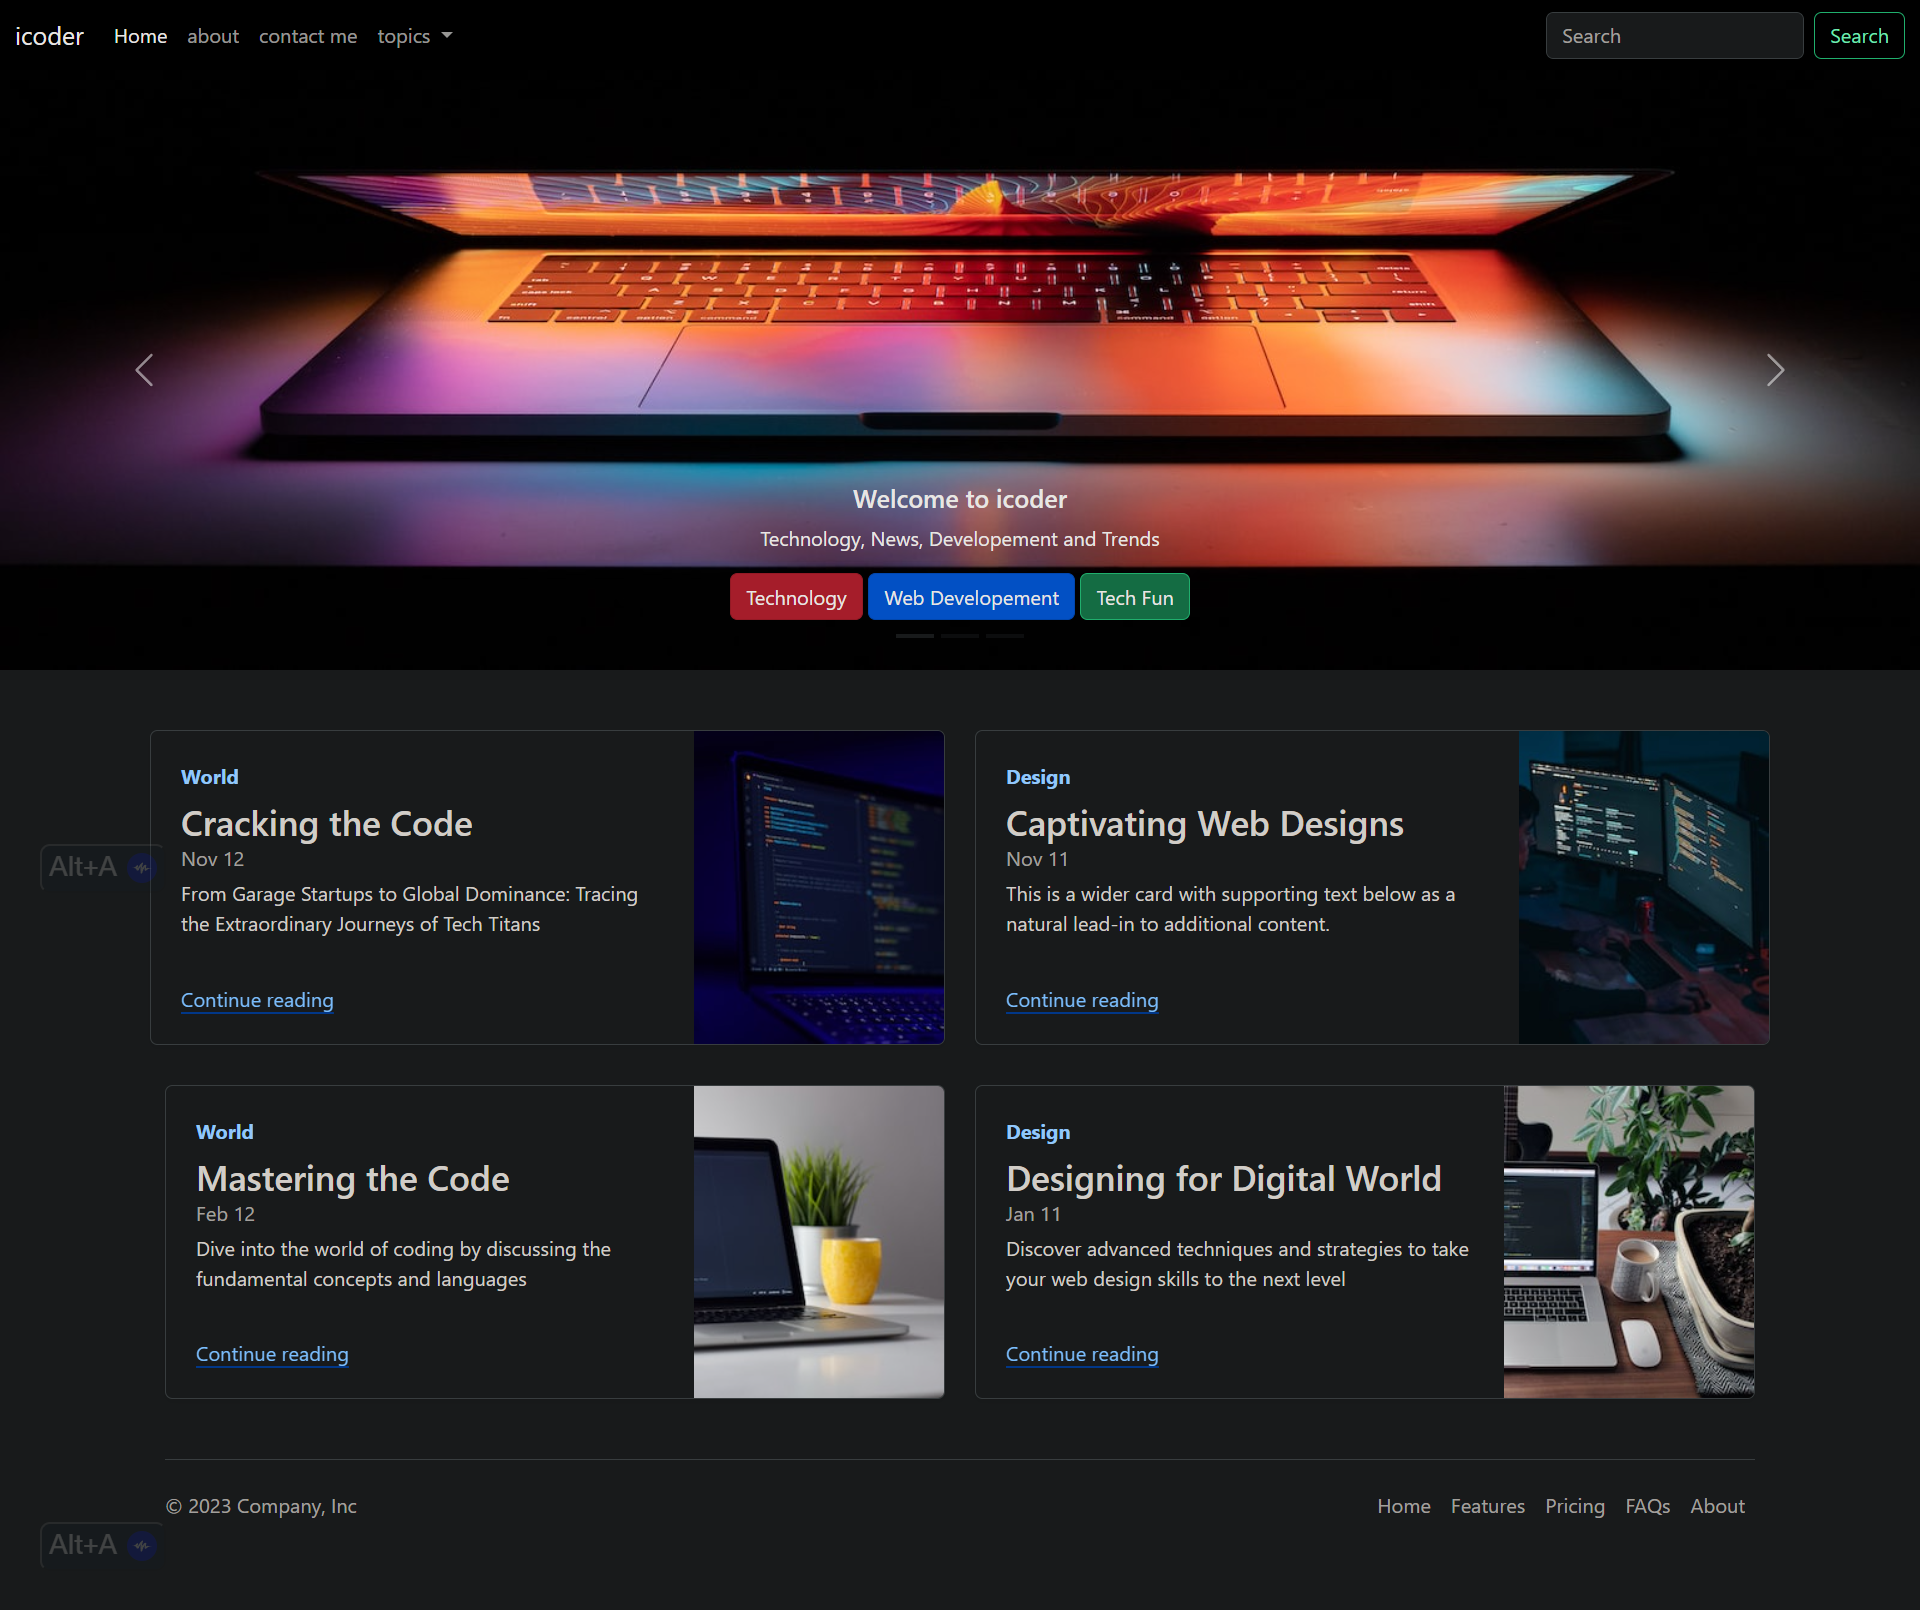 icoder Home about contact me topics Search Search
Welcome to icoder
Technology, News, Developement and Trends
Technology Web Developement Tech Fun
World
Cracking the Code
Nov 12
From Garage Startups to Global Dominance: Tracing
the Extraordinary Journeys of Tech Titans
Continue reading
Design
Captivating Web Designs
Nov 11
This is a wider card with supporting text below as a
natural lead-in to additional content.
Continue reading
Alt+A
World
Mastering the Code
Feb 12
Dive into the world of coding by discussing the
fundamental concepts and languages
Continue reading
Design
Designing for Digital World
Jan 11
Discover advanced techniques and strategies to take
your web design skills to the next level
Continue reading
© 2023 Company, Inc
Home Features Pricing FAQs About
Alt+A